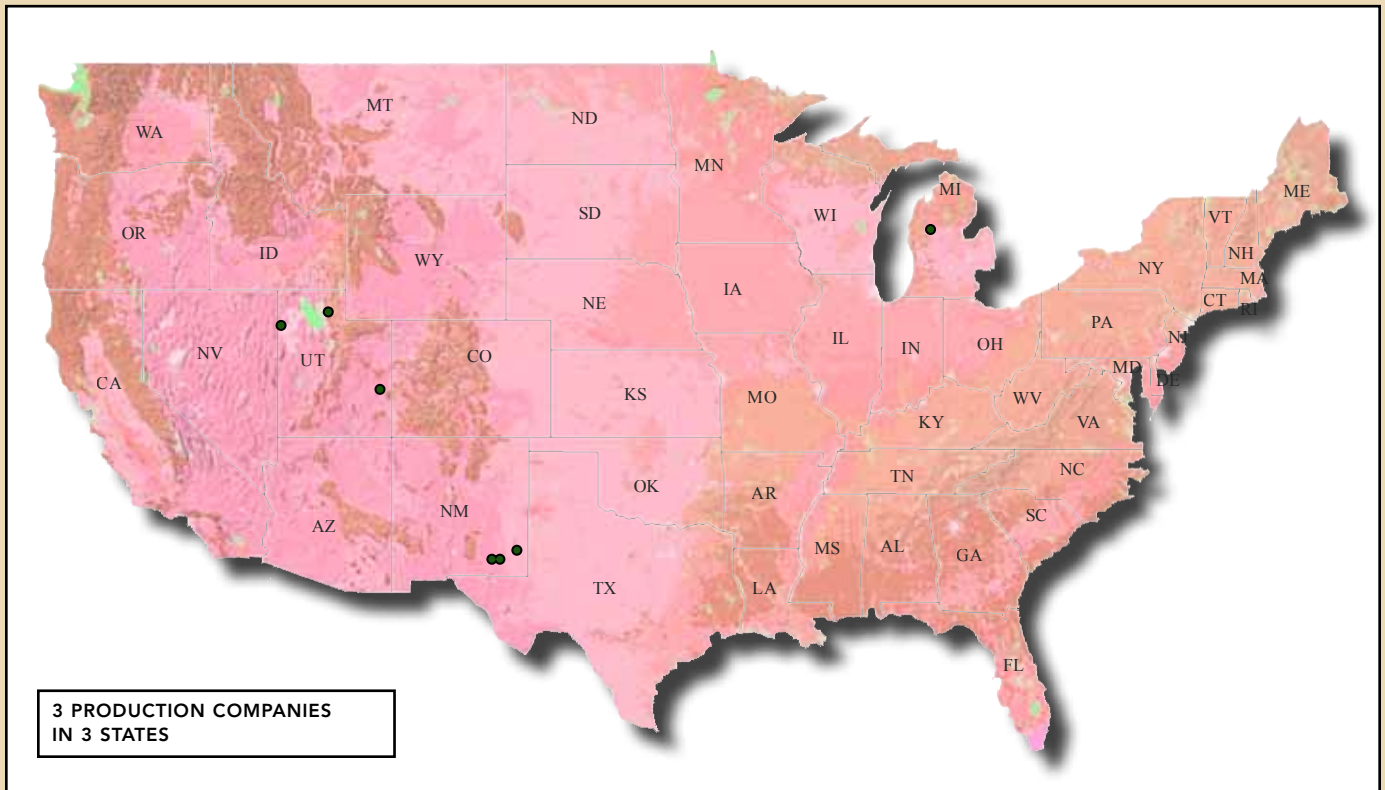 WA
MT
ND
MN
OR
ID
WY
SD
WI
MI
ME
VT
NH
NY
MA
CT
RI
NV
UT
CO
NE
IA
IL
IN
OH
PA
NJ
MD
DE
CA
KS
MO
KY
WV
VA
AZ
NM
OK
AR
TN
NC
SC
TX
LA
MS
AL
GA
FL
3 PRODUCTION COMPANIES
IN 3 STATES